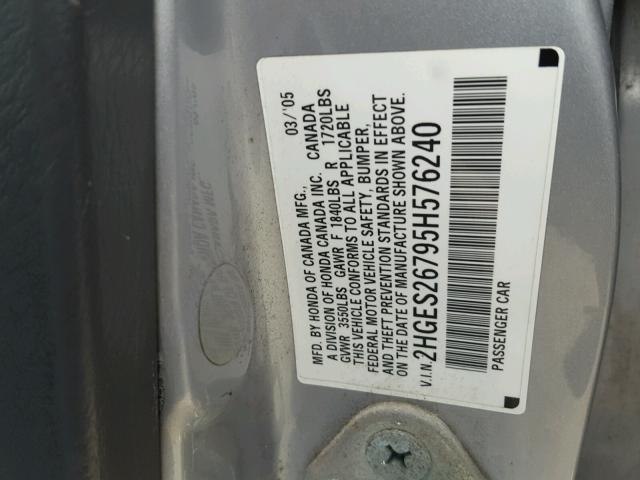 MFD. BY HONDA OF CANADA MFG., 03/'05
A DIVISION OF HONDA CANADA INC. CANADA
GVWR 3550LBS GAWR F 1840LBS R 1720LBS
THIS VEHICLE CONFORMS TO ALL APPLICABLE
FEDERAL MOTOR VEHICLE SAFETY, BUMPER,
AND THEFT PREVENTION STANDARDS IN EFFECT
ON THE DATE OF MANUFACTURE SHOWN ABOVE.
V.I.N. 2HGES26795H576240
PASSENGER CAR